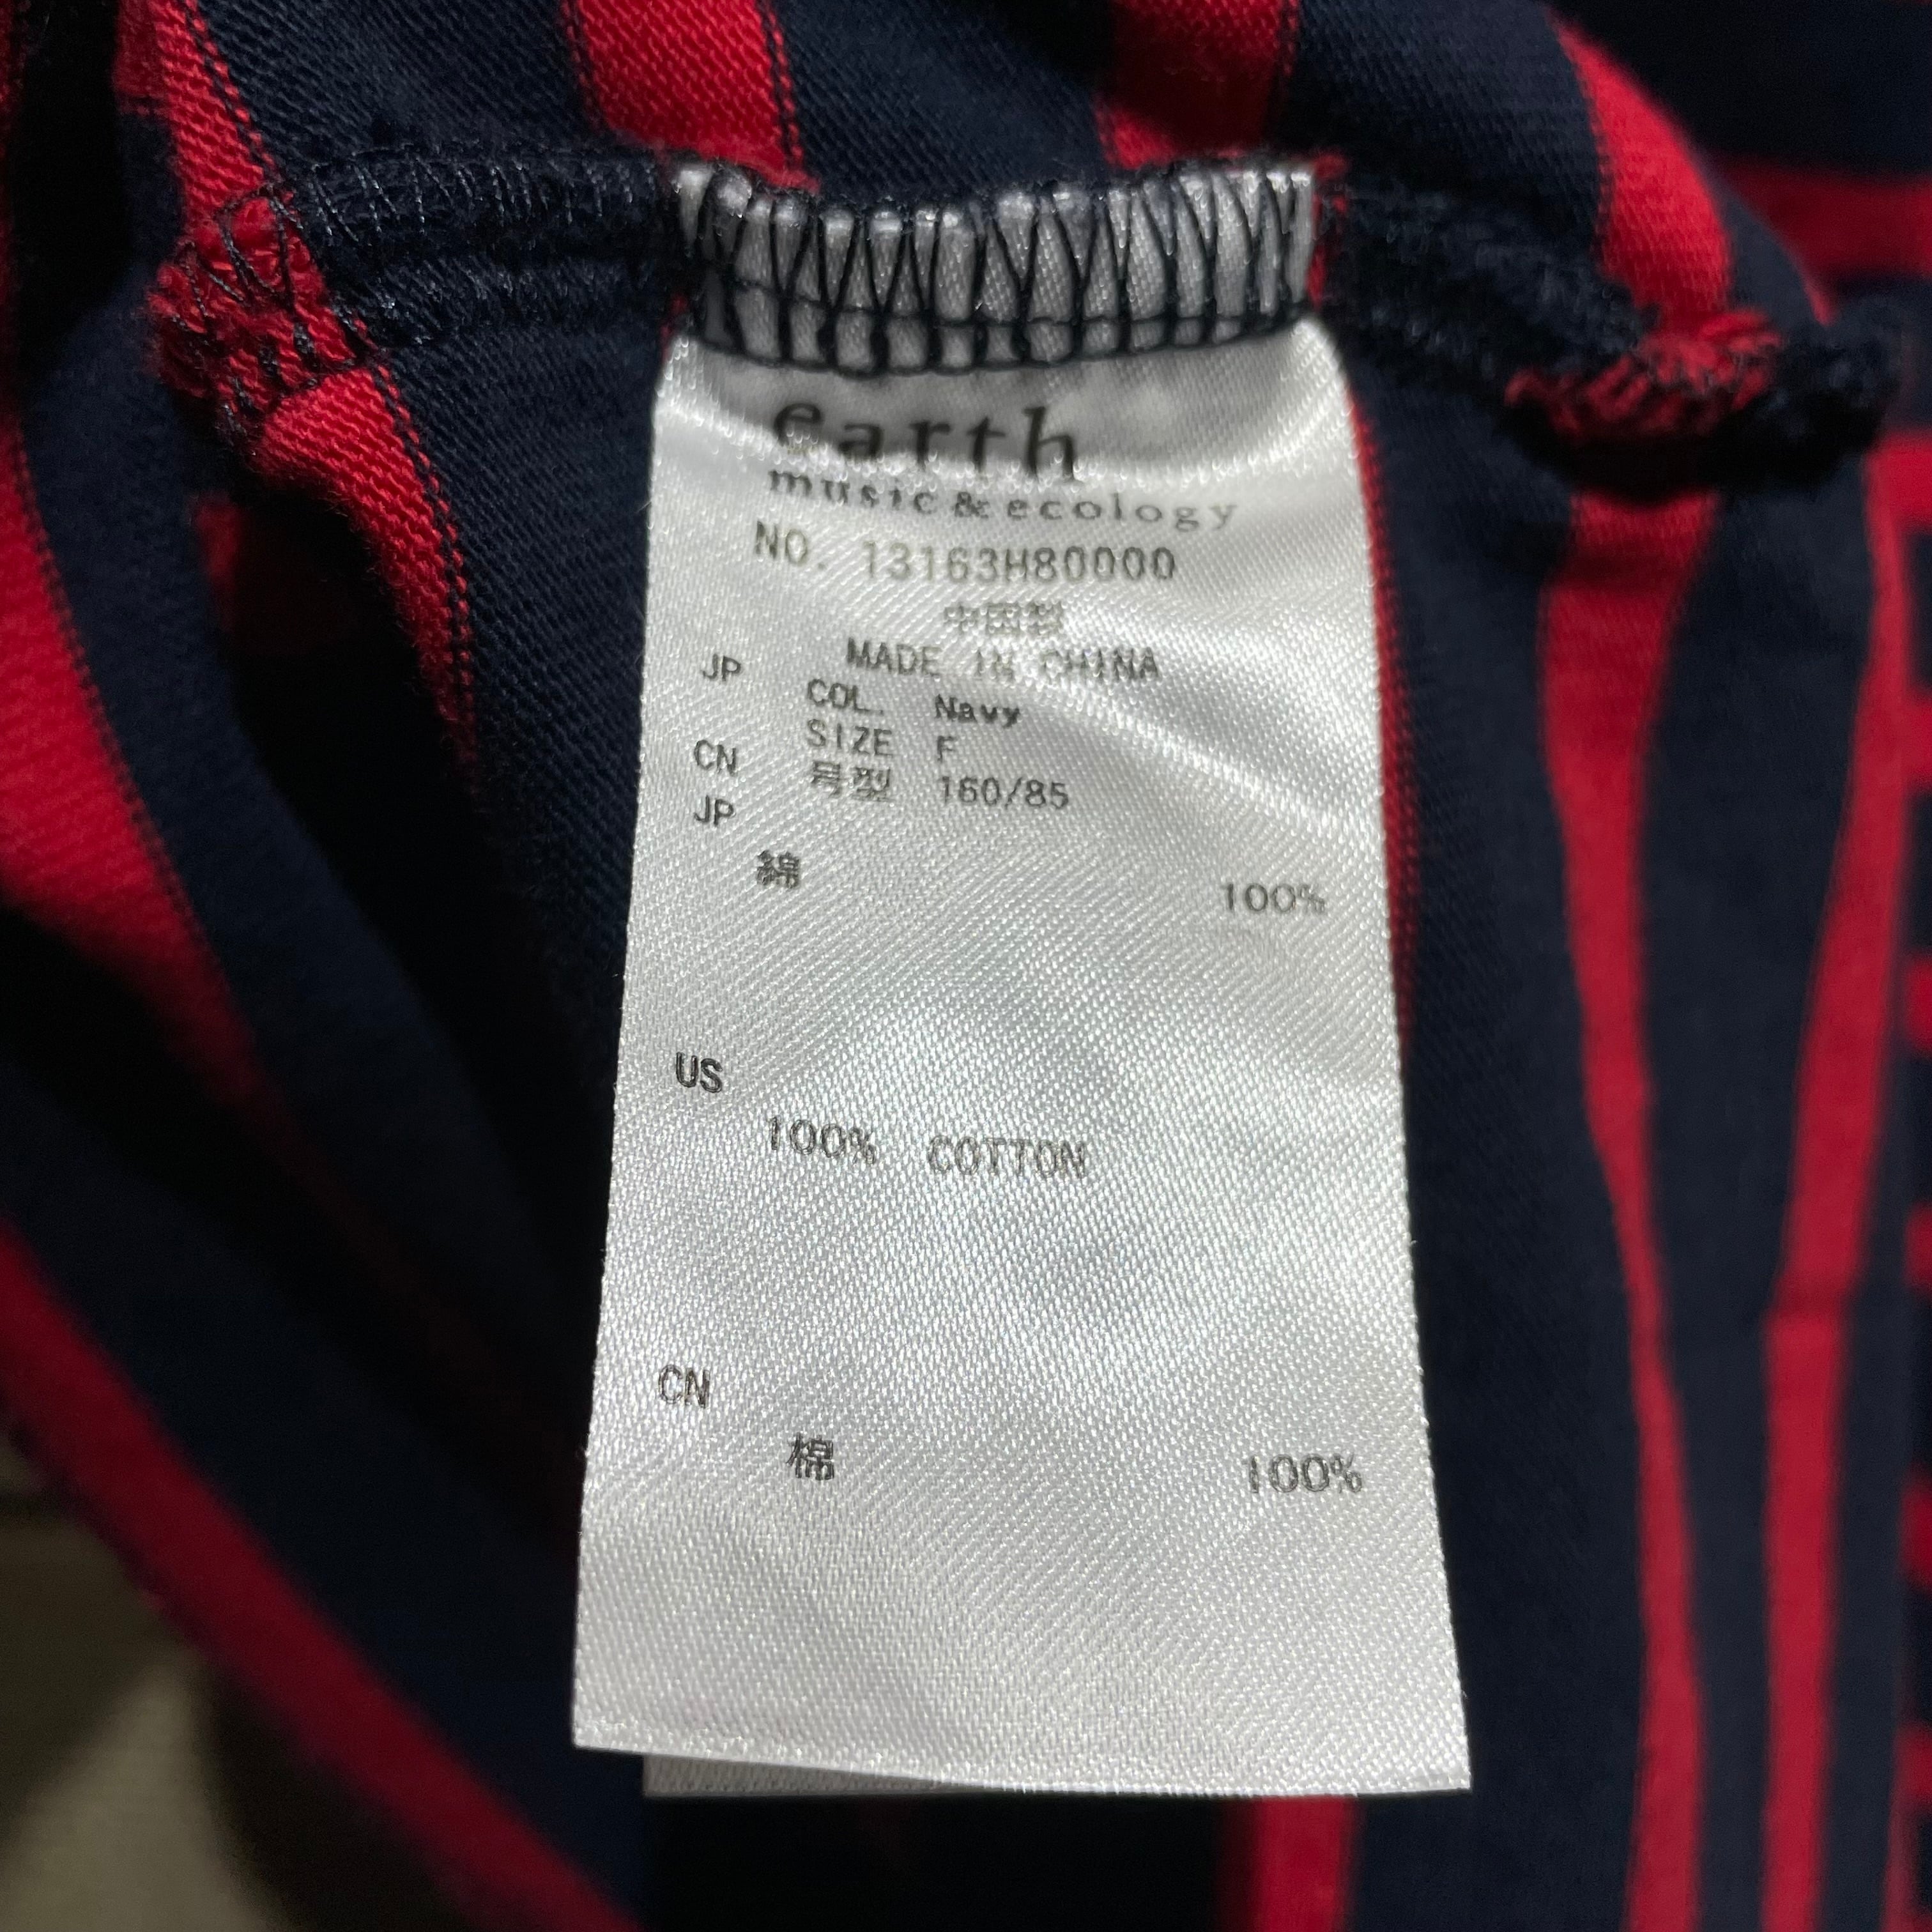 earth
music & ecology
NO. 13163H80000
中国製
MADE IN CHINA
JP COL. Navy
SIZE F
CN 号型 160/85
JP
綿 100%
US
100% COTTON
CN
棉 100%